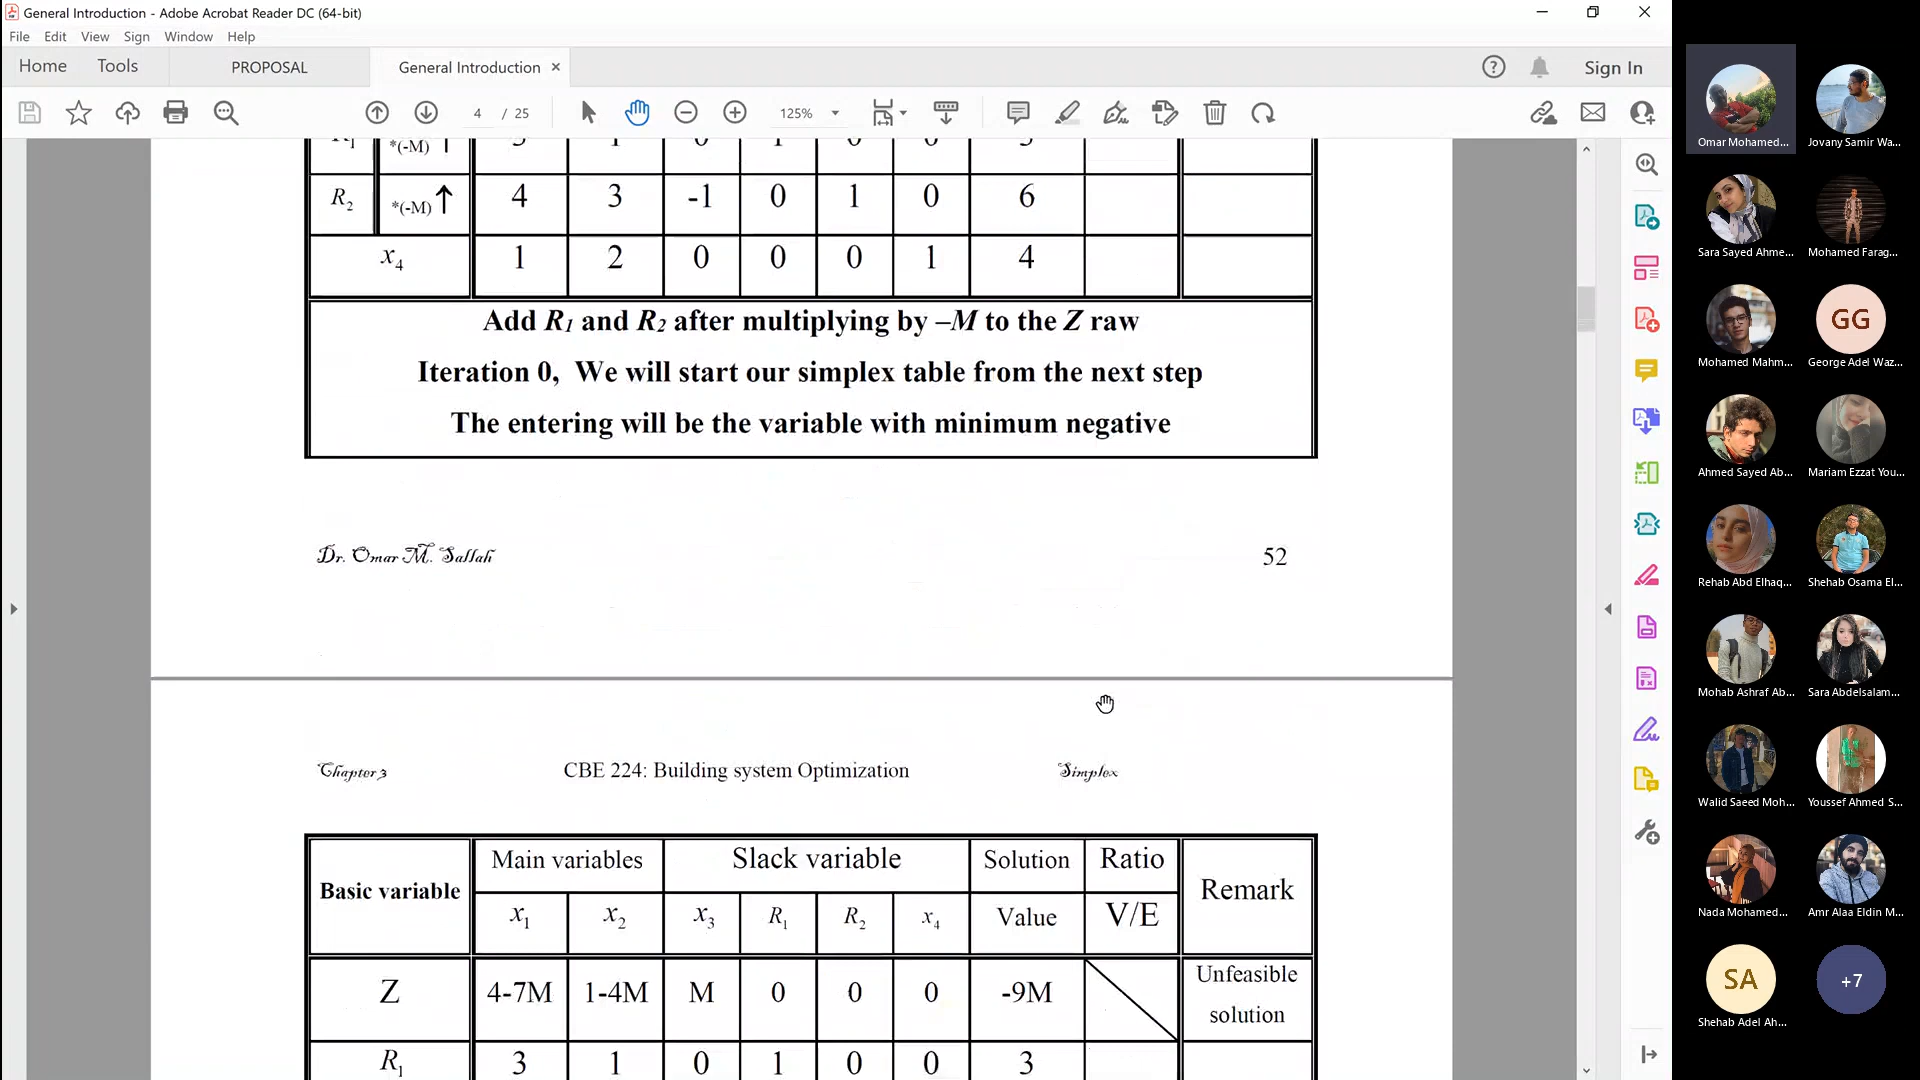 General Introduction - Adobe Acrobat Reader DC (64-bit)
File Edit View Sign Window Help
Home Tools PROPOSAL General Introduction × Sign In
4 / 25 125%
R1 *(-M) ↑ 3 1 0 1 0 0 3
R2 *(-M) ↑ 4 3 -1 0 1 0 6
x4 1 2 0 0 0 1 4
Add R1 and R2 after multiplying by –M to the Z raw
Iteration 0, We will start our simplex table from the next step
The entering will be the variable with minimum negative
Dr. Omar M. Sallah 52
Chapter 3 CBE 224: Building system Optimization Simplex
Basic variable Main variables Slack variable Solution Ratio Remark
x1 x2 x3 R1 R2 x4 Value V/E
Z 4-7M 1-4M M 0 0 0 -9M Unfeasible
solution
R1 3 1 0 1 0 0 3
Omar Mohamed... Jovany Samir Wa...
Sara Sayed Ahme... Mohamed Farag...
GG
Mohamed Mahm... George Adel Waz...
Ahmed Sayed Ab... Mariam Ezzat You...
Rehab Abd Elhaq... Shehab Osama El...
Mohab Ashraf Ab... Sara Abdelsalam...
Walid Saeed Moh... Youssef Ahmed S...
Nada Mohamed... Amr Alaa Eldin M...
SA +7
Shehab Adel Ah...